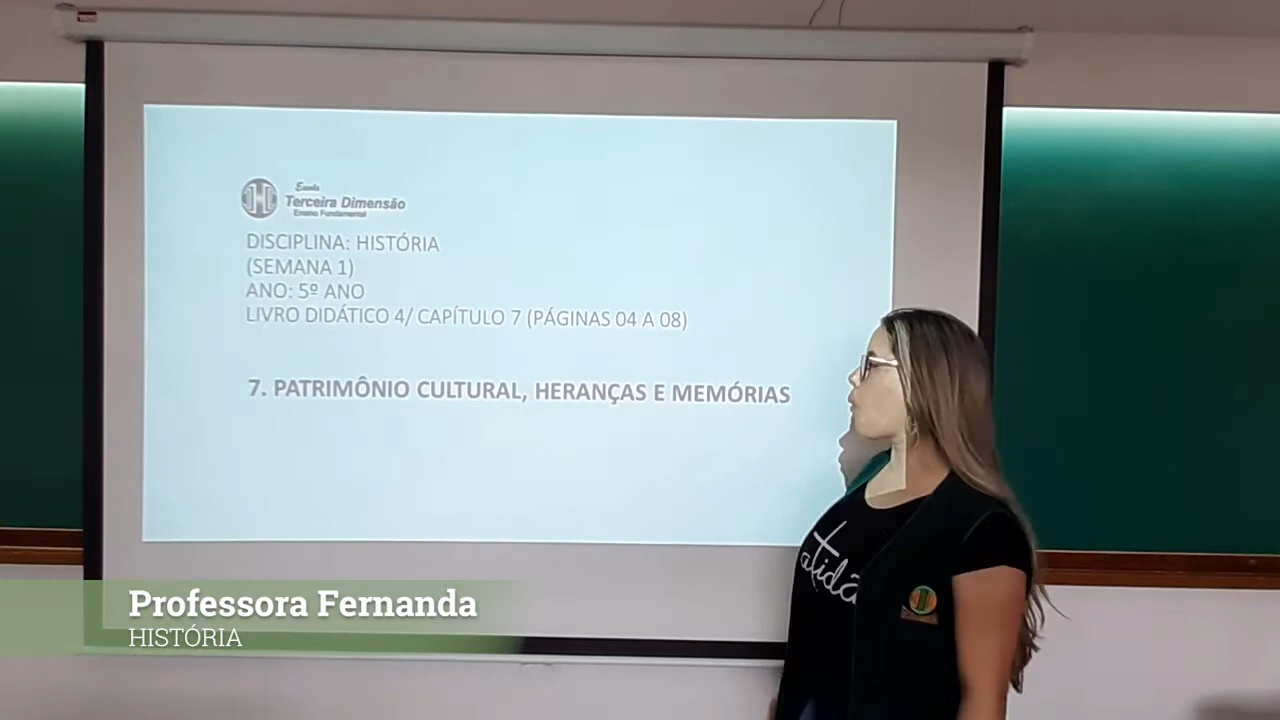 Escola
Terceira Dimensão
Ensino Fundamental
DISCIPLINA: HISTÓRIA
(SEMANA 1)
ANO: 5º ANO
LIVRO DIDÁTICO 4/ CAPÍTULO 7 (PÁGINAS 04 A 08)
7. PATRIMÔNIO CULTURAL, HERANÇAS E MEMÓRIAS
Professora Fernanda
HISTÓRIA